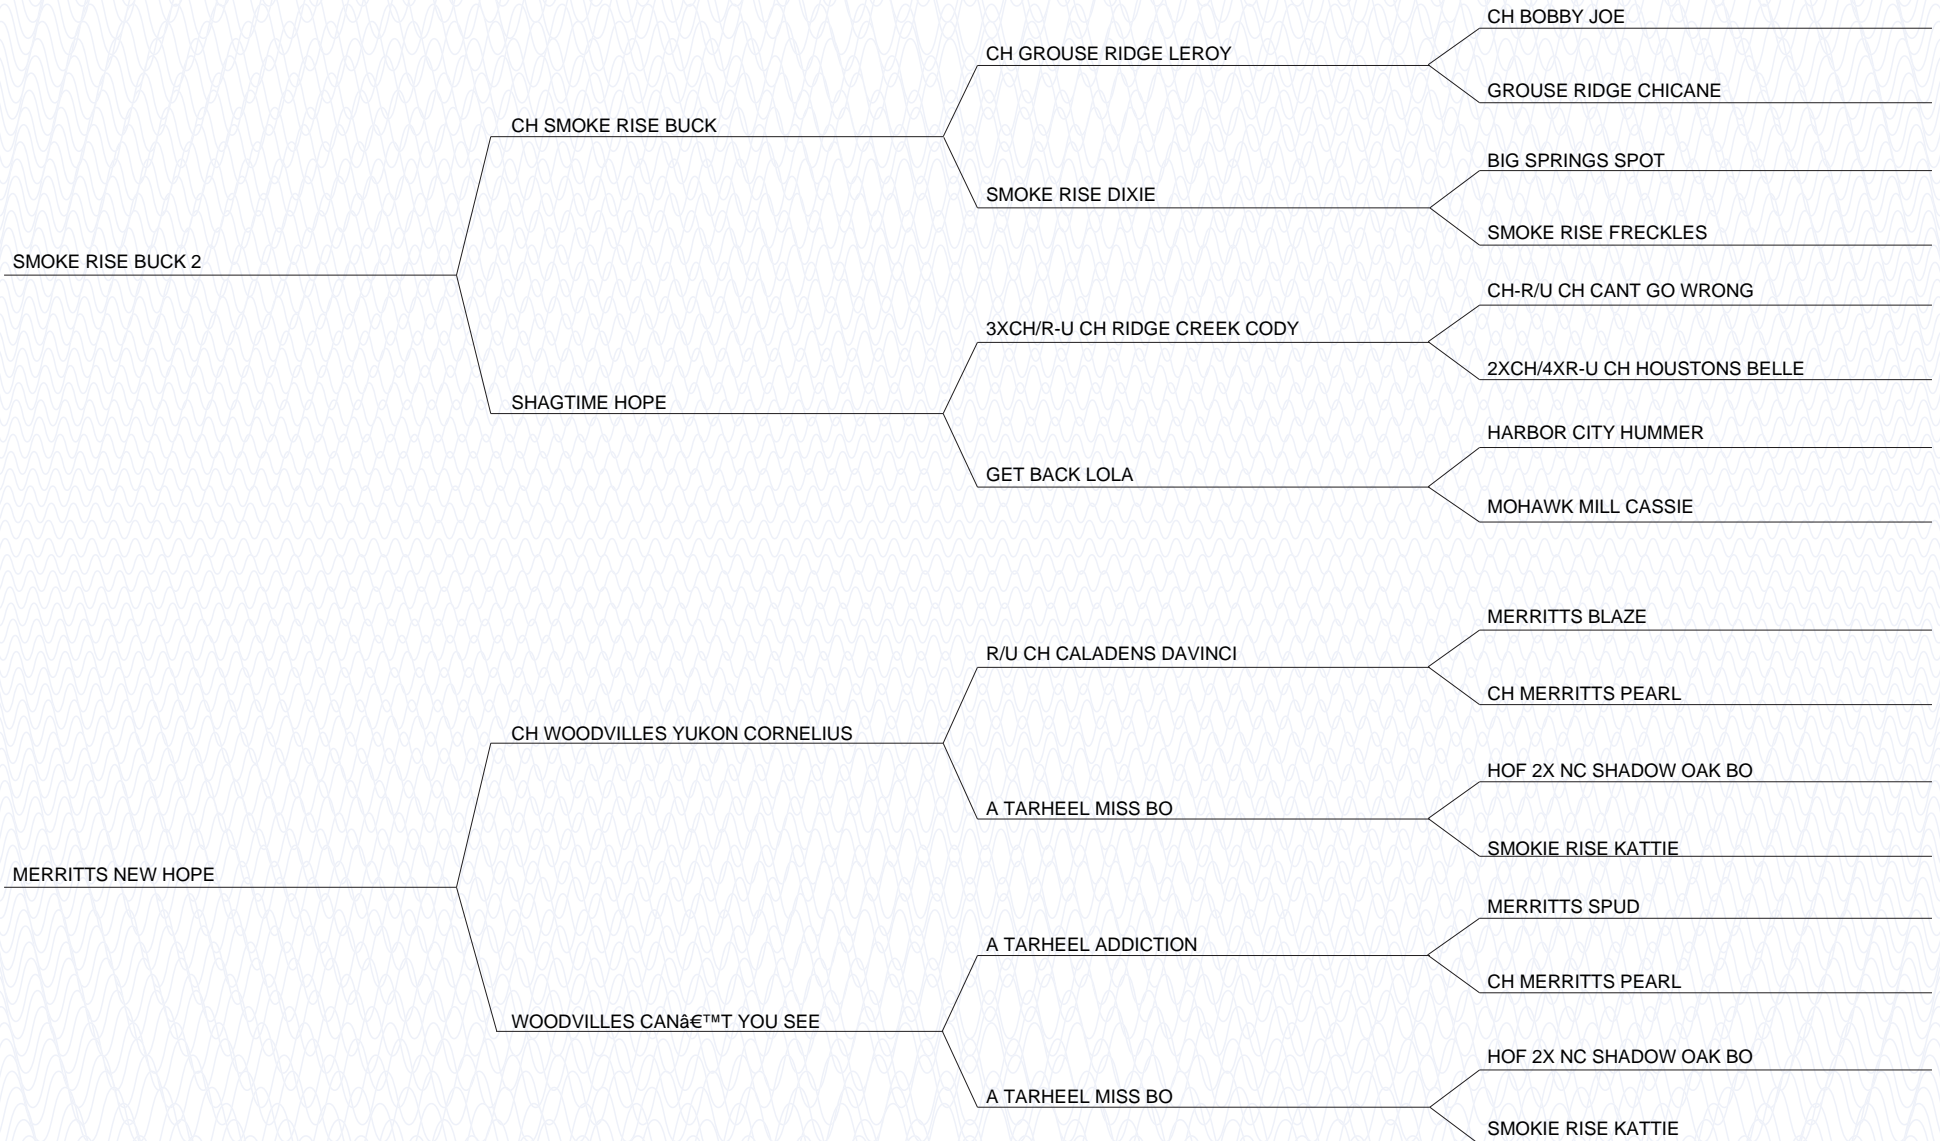 CH BOBBY JOE
CH GROUSE RIDGE LEROY
GROUSE RIDGE CHICANE
CH SMOKE RISE BUCK
BIG SPRINGS SPOT
SMOKE RISE DIXIE
SMOKE RISE FRECKLES
SMOKE RISE BUCK 2
CH-R/U CH CANT GO WRONG
3XCH/R-U CH RIDGE CREEK CODY
2XCH/4XR-U CH HOUSTONS BELLE
SHAGTIME HOPE
HARBOR CITY HUMMER
GET BACK LOLA
MOHAWK MILL CASSIE
MERRITTS BLAZE
R/U CH CALADENS DAVINCI
CH MERRITTS PEARL
CH WOODVILLES YUKON CORNELIUS
HOF 2X NC SHADOW OAK BO
A TARHEEL MISS BO
SMOKIE RISE KATTIE
MERRITTS NEW HOPE
MERRITTS SPUD
A TARHEEL ADDICTION
CH MERRITTS PEARL
WOODVILLES CANâ€™T YOU SEE
HOF 2X NC SHADOW OAK BO
A TARHEEL MISS BO
SMOKIE RISE KATTIE